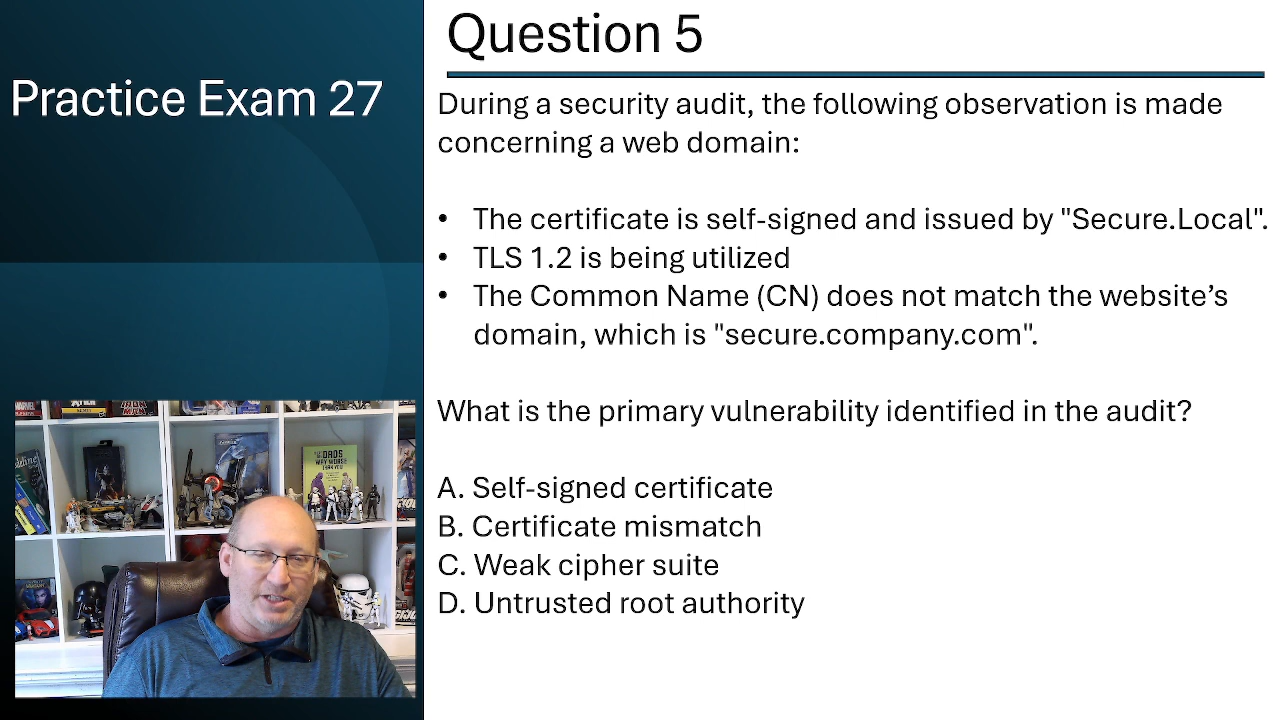 Practice Exam 27
Question 5
During a security audit, the following observation is made
concerning a web domain:
• The certificate is self-signed and issued by "Secure.Local".
• TLS 1.2 is being utilized
• The Common Name (CN) does not match the website’s
domain, which is "secure.company.com".
What is the primary vulnerability identified in the audit?
A. Self-signed certificate
B. Certificate mismatch
C. Weak cipher suite
D. Untrusted root authority